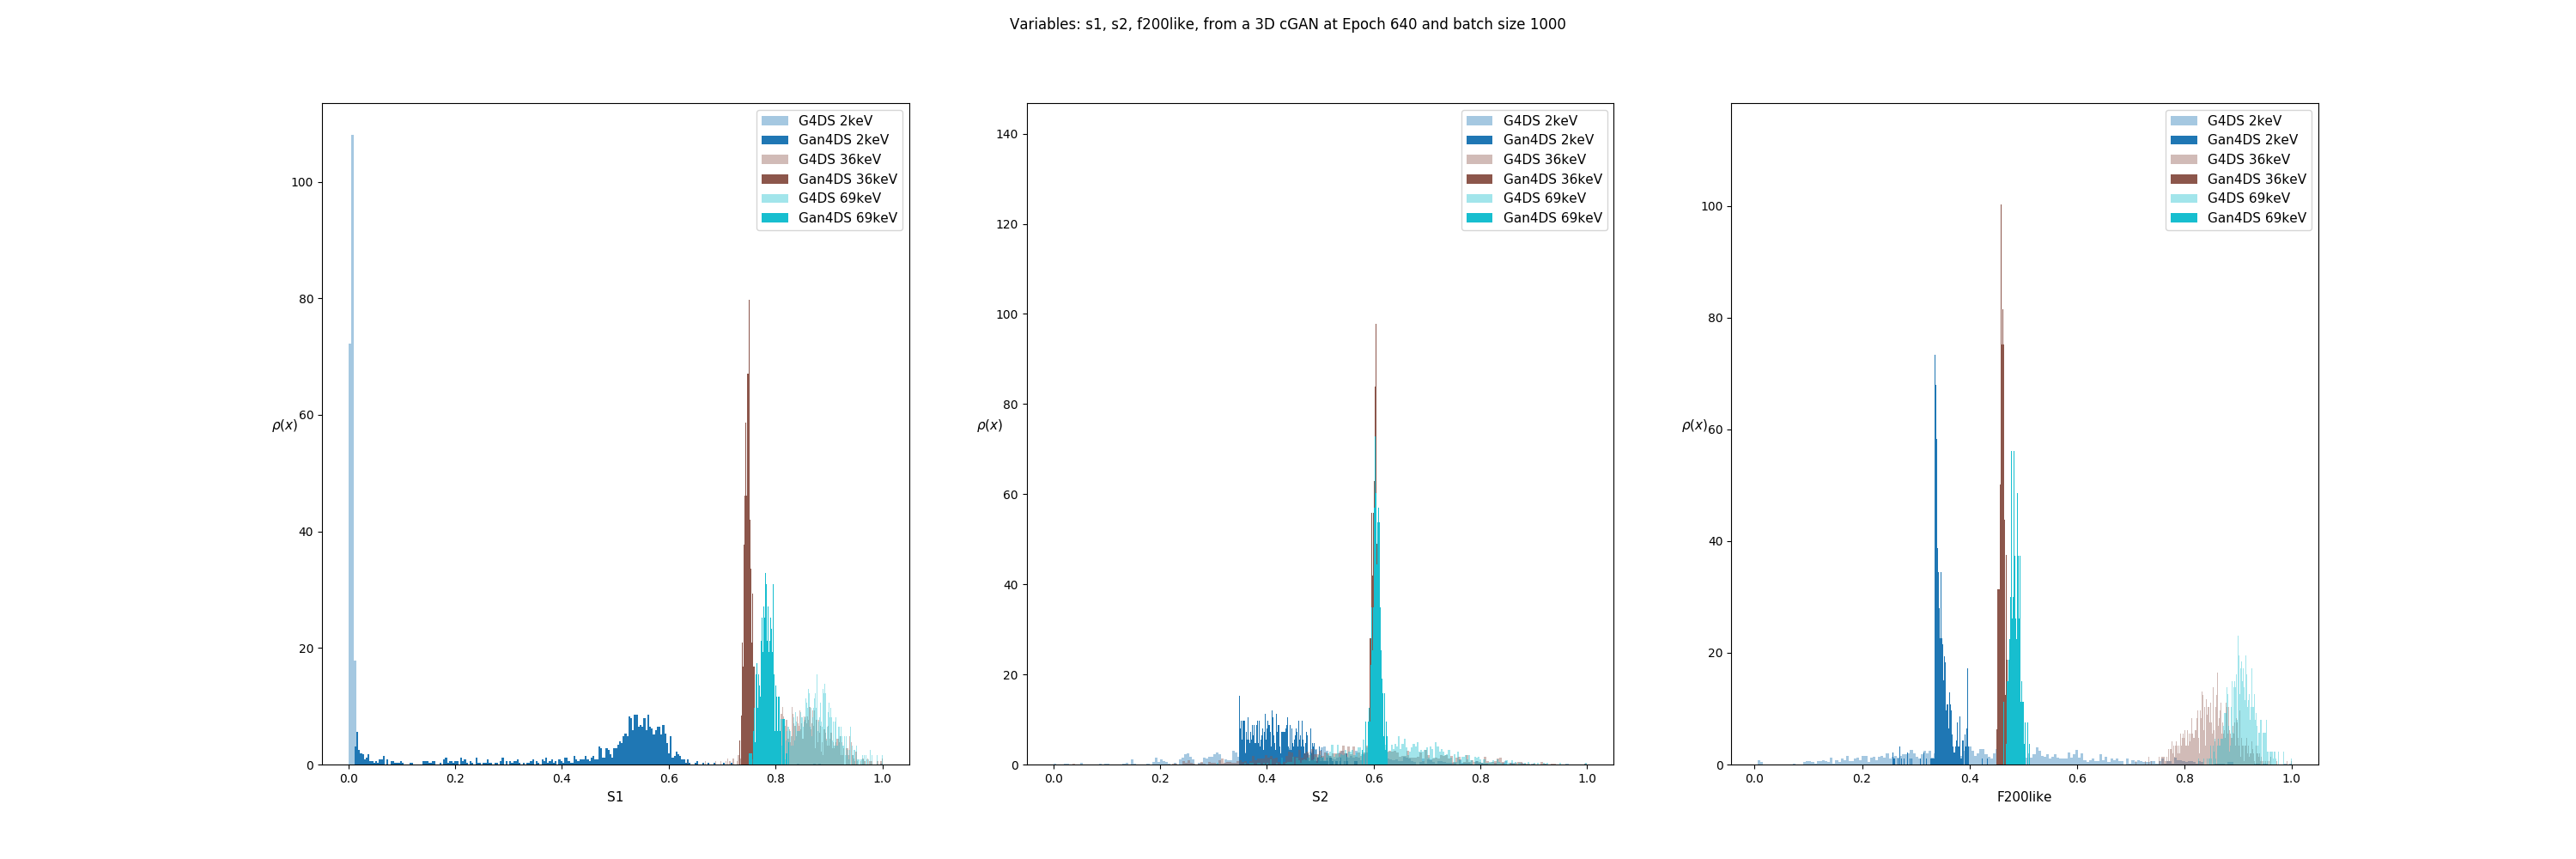 Variables: s1, s2, f200like, from a 3D cGAN at Epoch 640 and batch size 1000
G4DS 2keV
Gan4DS 2keV
G4DS 36keV
Gan4DS 36keV
G4DS 69keV
Gan4DS 69keV
100
80
60
40
20
0
ρ(x)
0.0 0.2 0.4 0.6 0.8 1.0
S1
G4DS 2keV
Gan4DS 2keV
G4DS 36keV
Gan4DS 36keV
G4DS 69keV
Gan4DS 69keV
140
120
100
80
60
40
20
0
ρ(x)
0.0 0.2 0.4 0.6 0.8 1.0
S2
G4DS 2keV
Gan4DS 2keV
G4DS 36keV
Gan4DS 36keV
G4DS 69keV
Gan4DS 69keV
100
80
60
40
20
0
ρ(x)
0.0 0.2 0.4 0.6 0.8 1.0
F200like